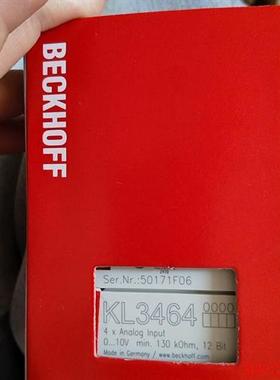 BECKHOFF
Ser.Nr.:50171F06
KL3464
0000
4 x Analog Input
0...10V min. 130 kOhm, 12 Bit
Made in Germany / www.beckhoff.com